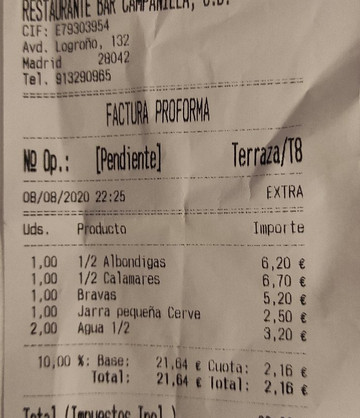 RESTAURANTE BAR CAMPANILLA,
CIF: E79303954
Avd. Logroño, 132
Madrid 28042
Tel. 913290965
FACTURA PROFORMA
Nº Op.: [Pendiente] Terraza/T8
08/08/2020 22:25 EXTRA
Uds. Producto Importe
1,00 1/2 Albondigas 6,20 €
1,00 1/2 Calamares 6,70 €
1,00 Bravas 5,20 €
1,00 Jarra pequeña Cerve 2,50 €
2,00 Agua 1/2 3,20 €
10,00 %: Base: 21,64 € Cuota: 2,16 €
Total: 21,64 € Total: 2,16 €
Total (Impuestos Incl.)